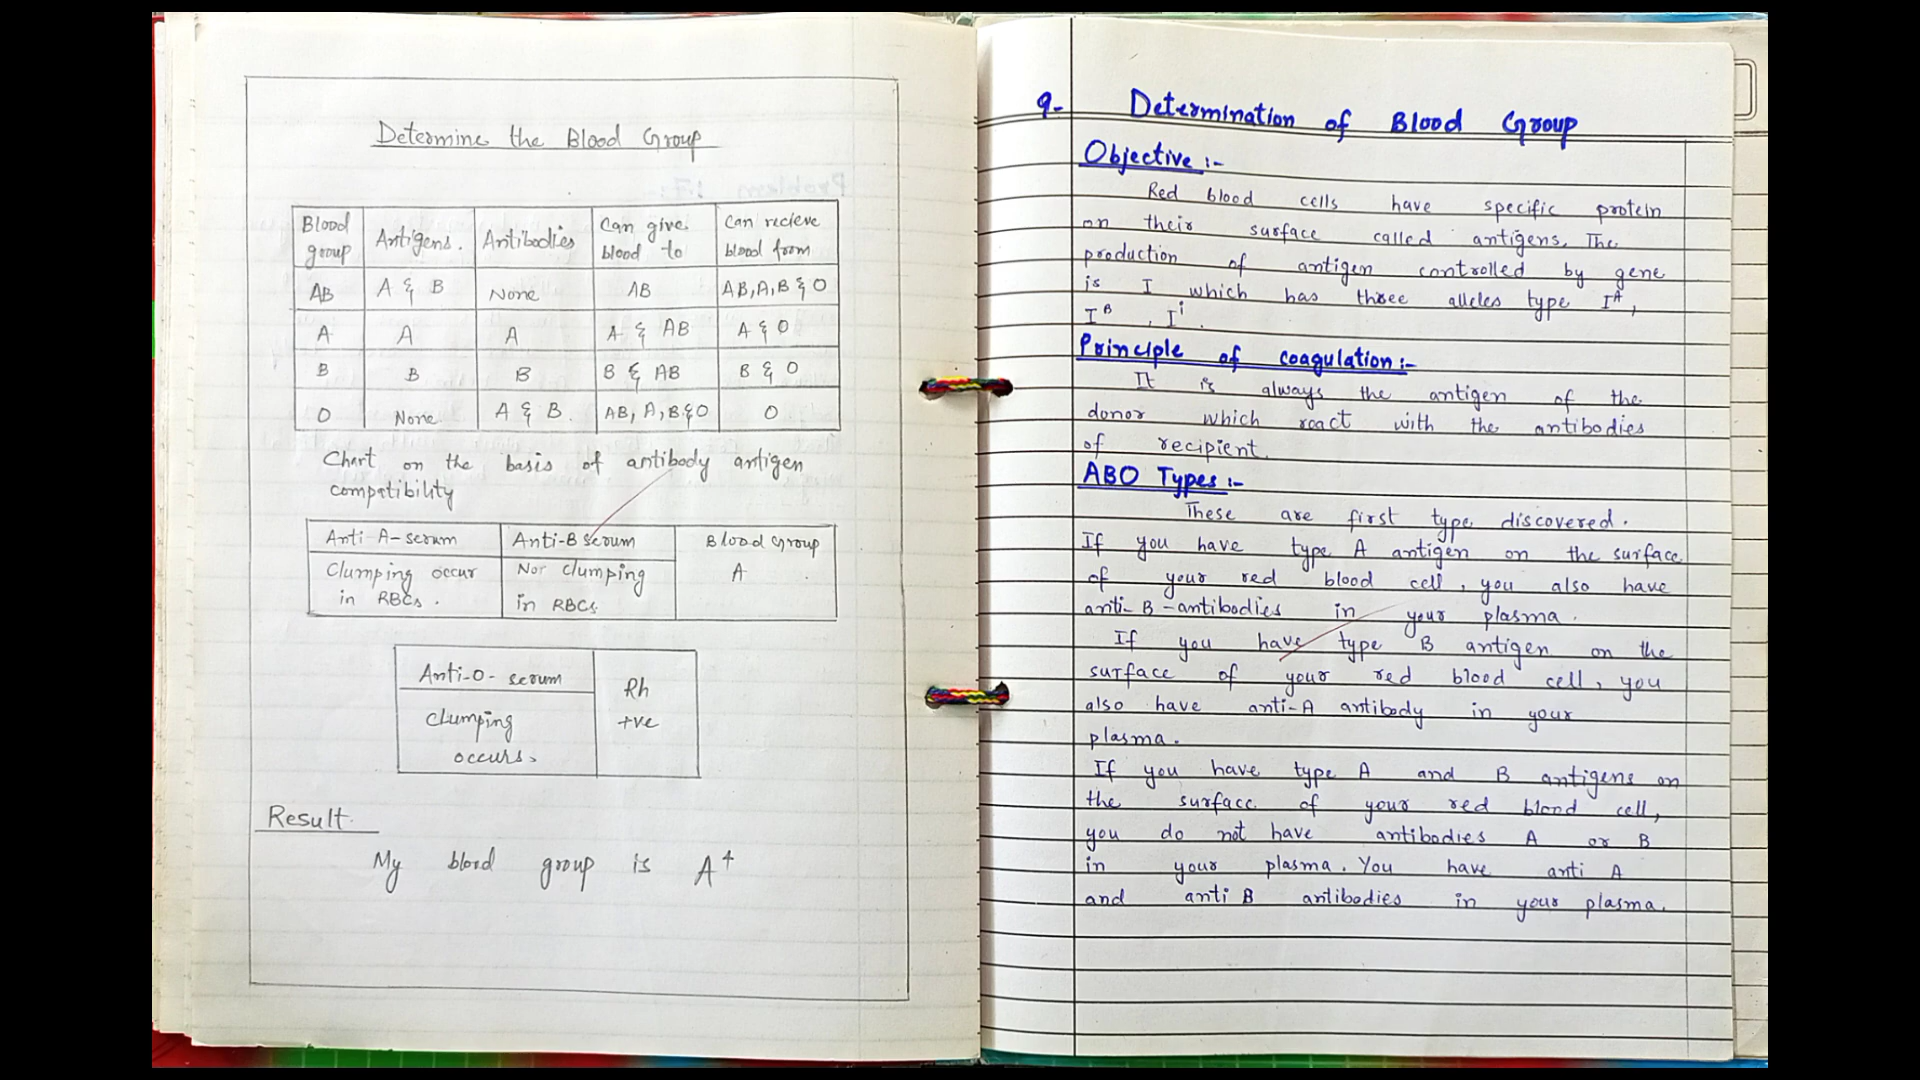 Determine the Blood Group
Blood group | Antigens. | Antibodies | Can give blood to | Can recieve blood from
AB | A & B | None | AB | AB, A, B & O
A | A | A | A & AB | A & O
B | B | B | B & AB | B & O
O | None. | A & B. | AB, A, B & O | O
Chart on the basis of antibody antigen
compatibility
Anti A-serum | Anti-B serum | Blood group
Clumping occur in RBCs. | Nor clumping in RBCs. | A
Anti-O-serum | Rh
clumping | +ve
occurs.
Result.
My blood group is A+
9- Determination of Blood Group
Objective :-
Red blood cells have specific protein
on their surface called antigens. The
production of antigen controlled by gene
is I which has three alleles type I^A,
I^B, I^i.
Principle of coagulation:-
It is always the antigen of the
donor which react with the antibodies
of recipient.
ABO Types :-
These are first type discovered.
If you have type A antigen on the surface
of your red blood cell, you also have
anti-B-antibodies in your plasma.
If you have type B antigen on the
surface of your red blood cell, you
also have anti-A antibody in your
plasma.
If you have type A and B antigens on
the surface of your red blood cell,
you do not have antibodies A or B
in your plasma. You have anti A
and anti B antibodies in your plasma.